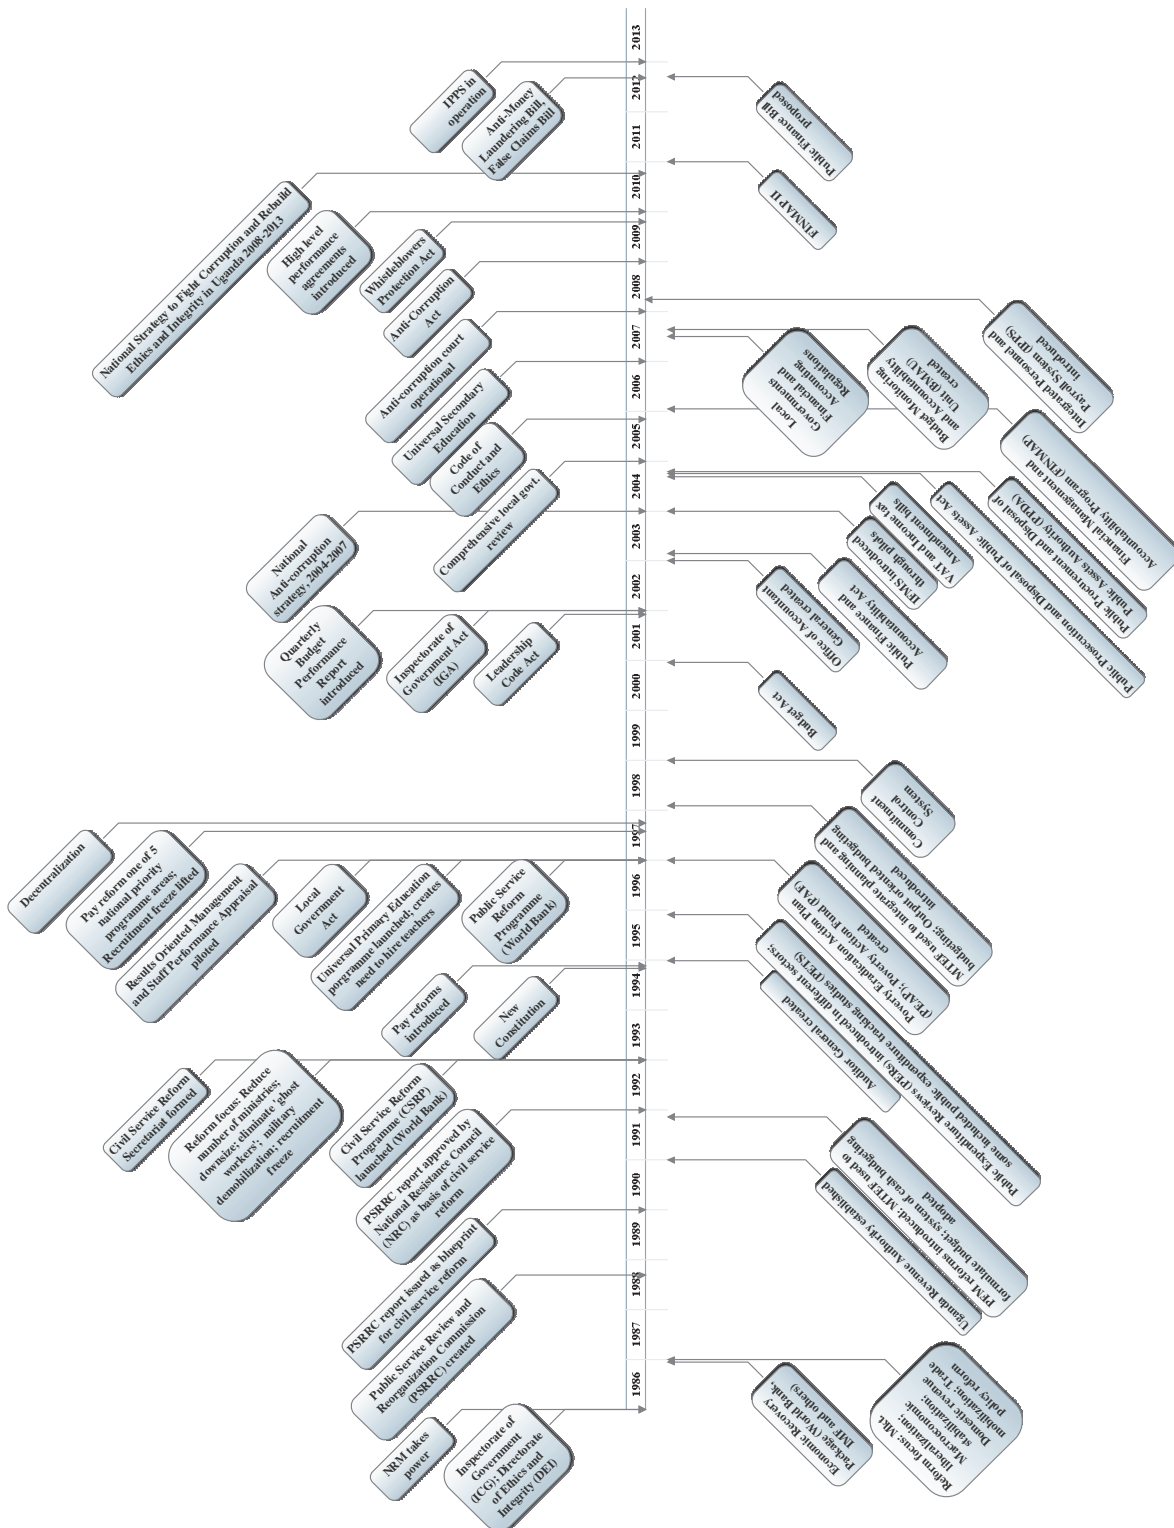 2013
2012
2011
2010
2009
2008
2007
2006
2005
2004
2003
2002
2001
2000
1999
1998
1997
1996
1995
1994
1993
1992
1991
1990
1989
1988
1987
1986
IPPS in
operation
Anti-Money
Laundering Bill,
False Claims Bill
National Strategy to Fight Corruption and Rebuild
Ethics and Integrity in Uganda 2008-2013
High level
performance
agreements
introduced
Whistleblowers
Protection Act
Anti-Corruption
Act
Anti-corruption court
operational
Universal Secondary
Education
Code of
Conduct and
Ethics
Comprehensive local govt.
review
National
Anti-corruption
strategy, 2004-2007
Quarterly
Budget
Performance
Report
introduced
Inspectorate of
Government Act
(IGA)
Leadership
Code Act
Decentralization
Pay reform one of 5
national priority
programme areas;
Recruitment freeze lifted
Results Oriented Management
and Staff Performance Appraisal
piloted
Local
Government
Act
Universal Primary Education
porgramme launched; creates
need to hire teachers
Public Service
Reform
Programme
(World Bank)
Pay reforms
introduced
New
Constitution
Civil Service Reform
Secretariat formed
Reform focus: Reduce
number of ministries;
downsize; eliminate 'ghost
workers'; military
demobilization; recruitment
freeze
Civil Service Reform
Programme (CSRP)
launched (World Bank)
PSRRC report approved by
National Resistance Council
(NRC) as basis of civil service
reform
PSRRC report issued as blueprint
for civil service reform
Public Service Review and
Reorganization Commission
(PSRRC) created
NRM takes
power
Inspectorate of
Government
(ICG); Directorate
of Ethics and
Integrity (DEI)
Public Finance Bill
proposed
FINMAP II
Integrated Personnel and
Payroll System (IPPS)
introduced
Budget Monitoring
and Accountability
Unit (BMAU)
created
Local
Governments
Financial and
Accounting
Regulations
Financial Management and
Accountability Program (FINMAP)
Public Procurement and Disposal of
Public Assets Authority (PPDA)
Public Prosecution and Disposal of Public Assets Act
VAT and Income tax
Amendment bills
IFMS introduced
through pilots
Public Finance and
Accountability Act
Office of Accountant
General created
Budget Act
Commitment
Control
System
MTEF used to integrate planning and
budgeting; Output oriented budgeting
introduced
Poverty Eradication Action Plan
(PEAP); Poverty Action Fund (PAF)
created
Public Expenditure Reviews (PERs) introduced in different sectors;
some included public expenditure tracking studies (PETS)
Auditor General created
PFM reforms introduced: MTEF used to
formulate budget; system of cash budgeting
adopted
Uganda Revenue Authority established
Economic Recovery
Package (World Bank,
IMF and others)
Reform focus: Mkt.
liberalization;
Macroeconomic
stabilization;
Domestic revenue
mobilization; Trade
policy reform